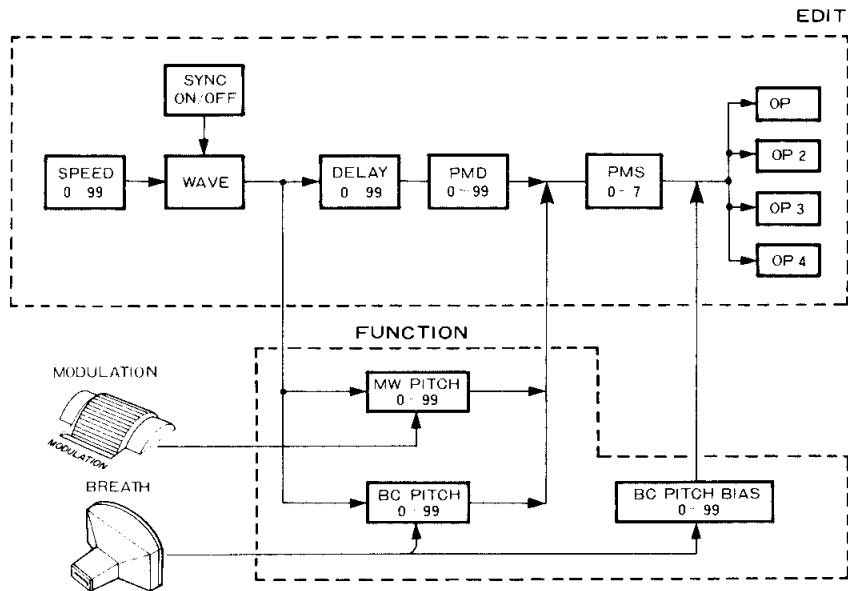 EDIT
SYNC
ON/OFF
SPEED
0 99
WAVE
DELAY
0 99
PMD
0~99
PMS
0~7
OP
OP 2
OP 3
OP 4
FUNCTION
MODULATION
MODULATION
MW PITCH
0~99
BREATH
BC PITCH
0~99
BC PITCH BIAS
0~99